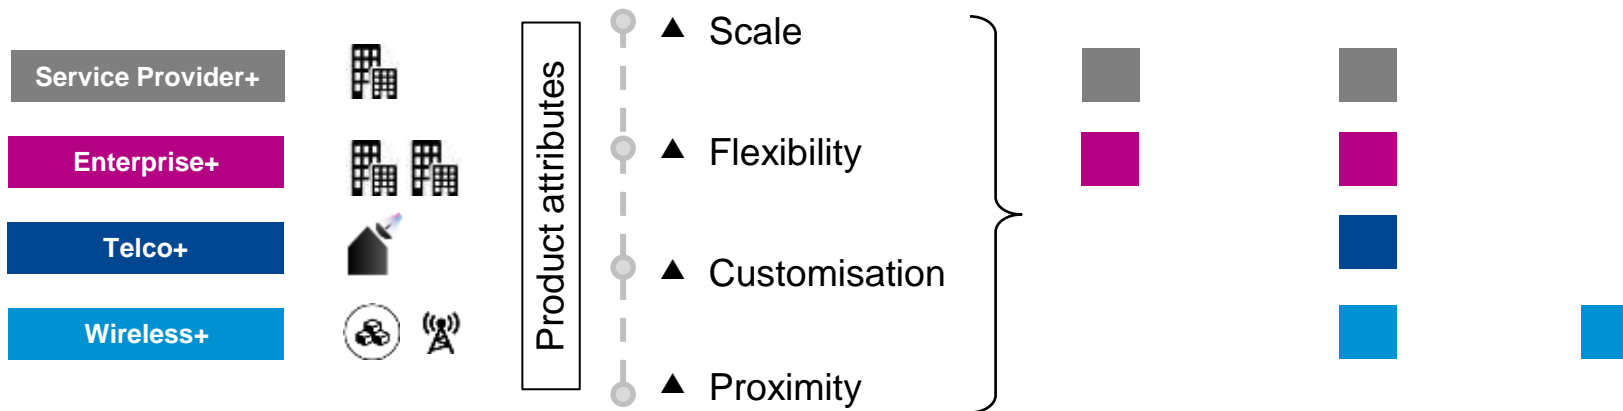 Service Provider+
Enterprise+
Telco+
Wireless+
Product attributes
▲ Scale
▲ Flexibility
▲ Customisation
▲ Proximity